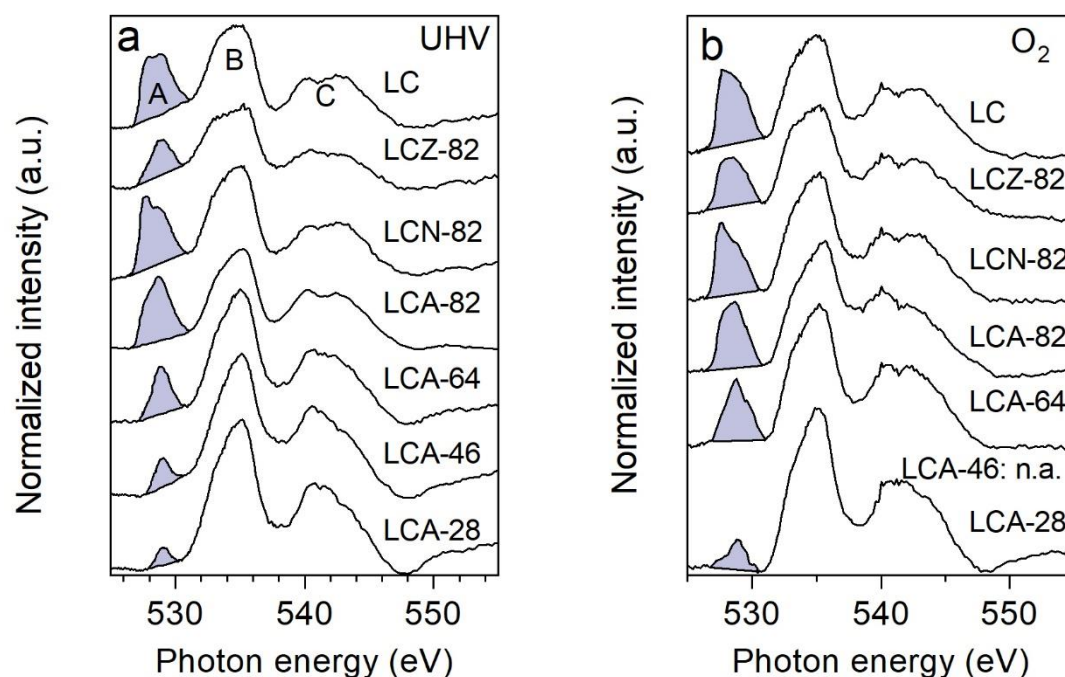 a
UHV
A
B
C
LC
LCZ-82
LCN-82
LCA-82
LCA-64
LCA-46
LCA-28
530
540
550
Photon energy (eV)
Normalized intensity (a.u.)
b
O₂
LC
LCZ-82
LCN-82
LCA-82
LCA-64
LCA-46: n.a.
LCA-28
530
540
550
Photon energy (eV)
Normalized intensity (a.u.)